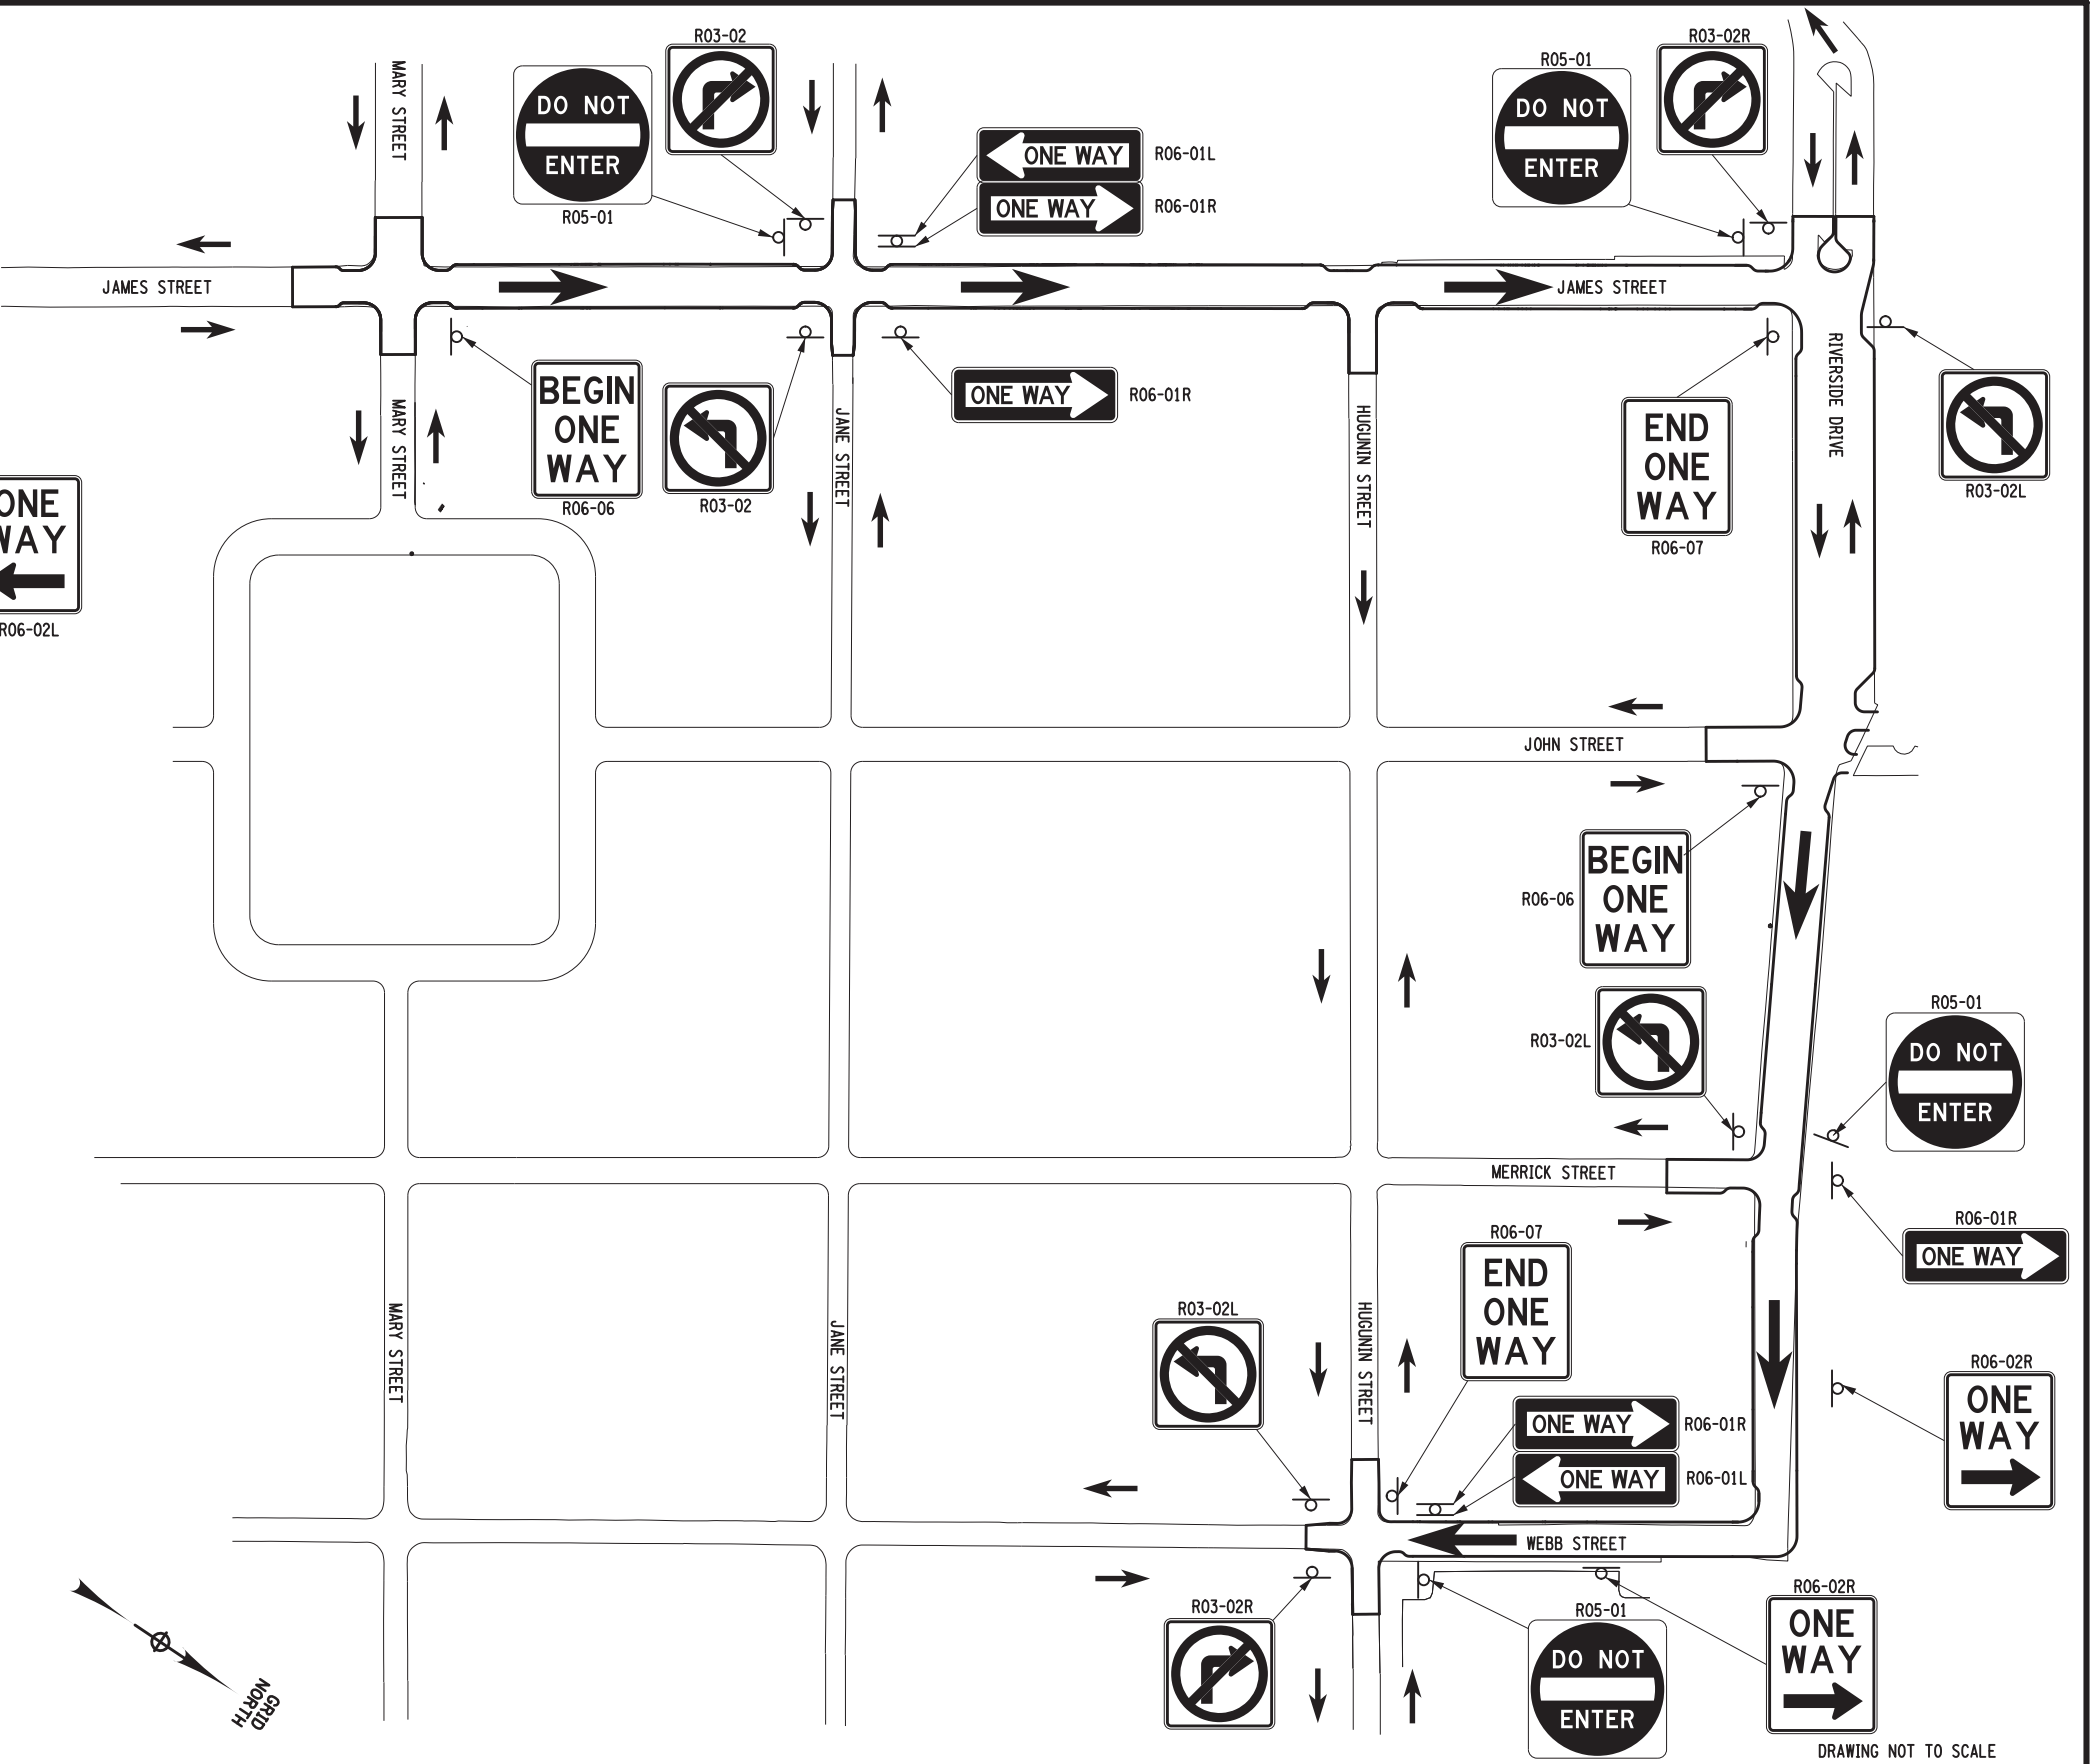 R03-02
R03-02R
R05-01
MARY STREET
DO NOT
ENTER
R05-01
DO NOT
ENTER
ONE WAY
R06-01L
ONE WAY
R06-01R
JAMES STREET
JAMES STREET
RIVERSIDE DRIVE
BEGIN
ONE
WAY
R06-06
R03-02
ONE WAY
R06-01R
MARY STREET
JANE STREET
HUGUNIN STREET
END
ONE
WAY
R06-07
R03-02L
ONE
WAY
R06-02L
JOHN STREET
BEGIN
ONE
WAY
R06-06
R03-02L
R05-01
DO NOT
ENTER
MERRICK STREET
R06-01R
ONE WAY
R06-07
END
ONE
WAY
R03-02L
MARY STREET
JANE STREET
HUGUNIN STREET
R06-02R
ONE
WAY
ONE WAY
R06-01R
ONE WAY
R06-01L
WEBB STREET
R03-02R
R05-01
DO NOT
ENTER
R06-02R
ONE
WAY
GRID
NORTH
DRAWING NOT TO SCALE